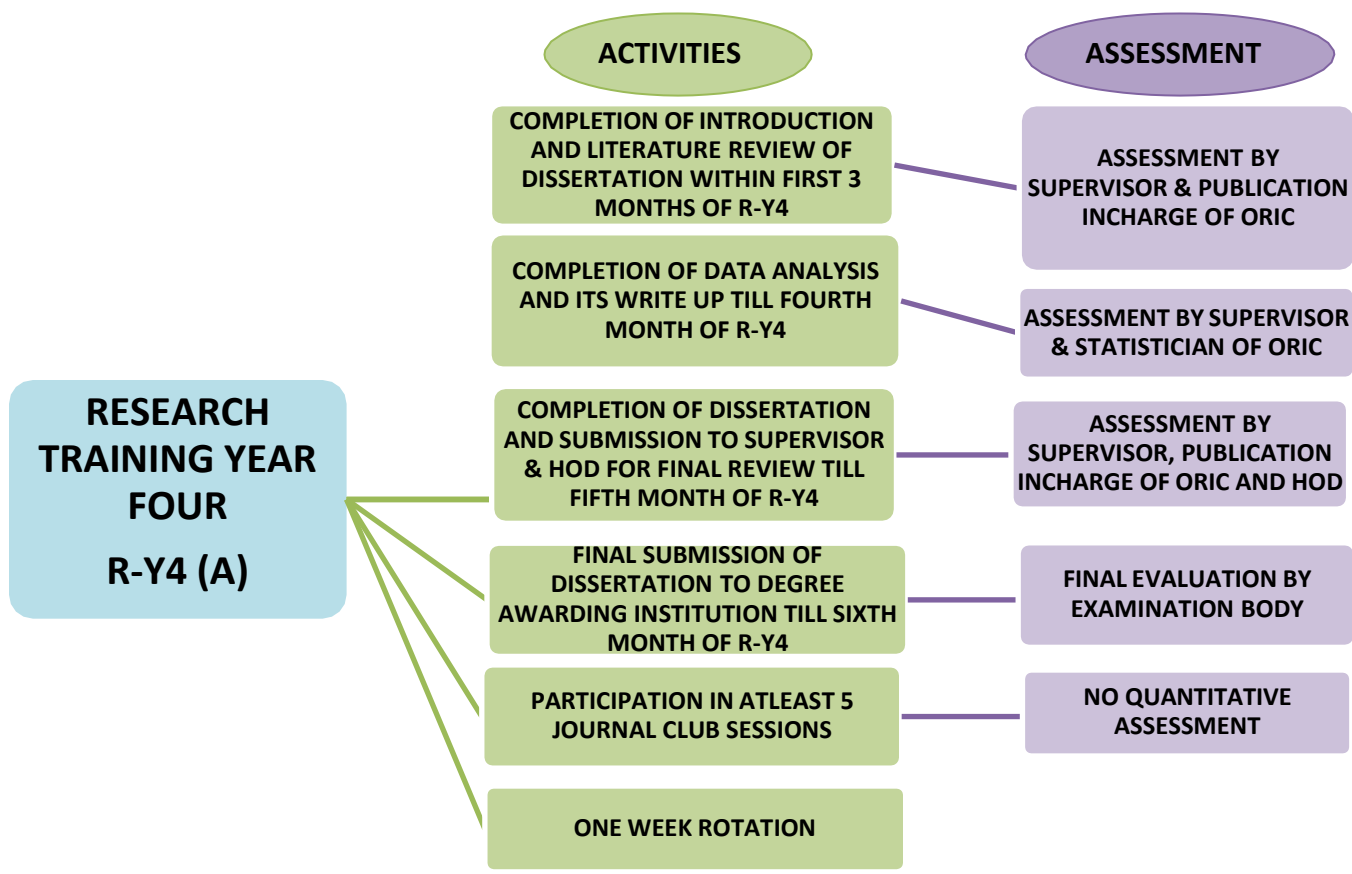 ACTIVITIES
ASSESSMENT
COMPLETION OF INTRODUCTION
AND LITERATURE REVIEW OF
DISSERTATION WITHIN FIRST 3
MONTHS OF R-Y4
ASSESSMENT BY
SUPERVISOR & PUBLICATION
INCHARGE OF ORIC
COMPLETION OF DATA ANALYSIS
AND ITS WRITE UP TILL FOURTH
MONTH OF R-Y4
ASSESSMENT BY SUPERVISOR
& STATISTICIAN OF ORIC
RESEARCH
TRAINING YEAR
FOUR
R-Y4 (A)
COMPLETION OF DISSERTATION
AND SUBMISSION TO SUPERVISOR
& HOD FOR FINAL REVIEW TILL
FIFTH MONTH OF R-Y4
ASSESSMENT BY
SUPERVISOR, PUBLICATION
INCHARGE OF ORIC AND HOD
FINAL SUBMISSION OF
DISSERTATION TO DEGREE
AWARDING INSTITUTION TILL SIXTH
MONTH OF R-Y4
FINAL EVALUATION BY
EXAMINATION BODY
PARTICIPATION IN ATLEAST 5
JOURNAL CLUB SESSIONS
NO QUANTITATIVE
ASSESSMENT
ONE WEEK ROTATION